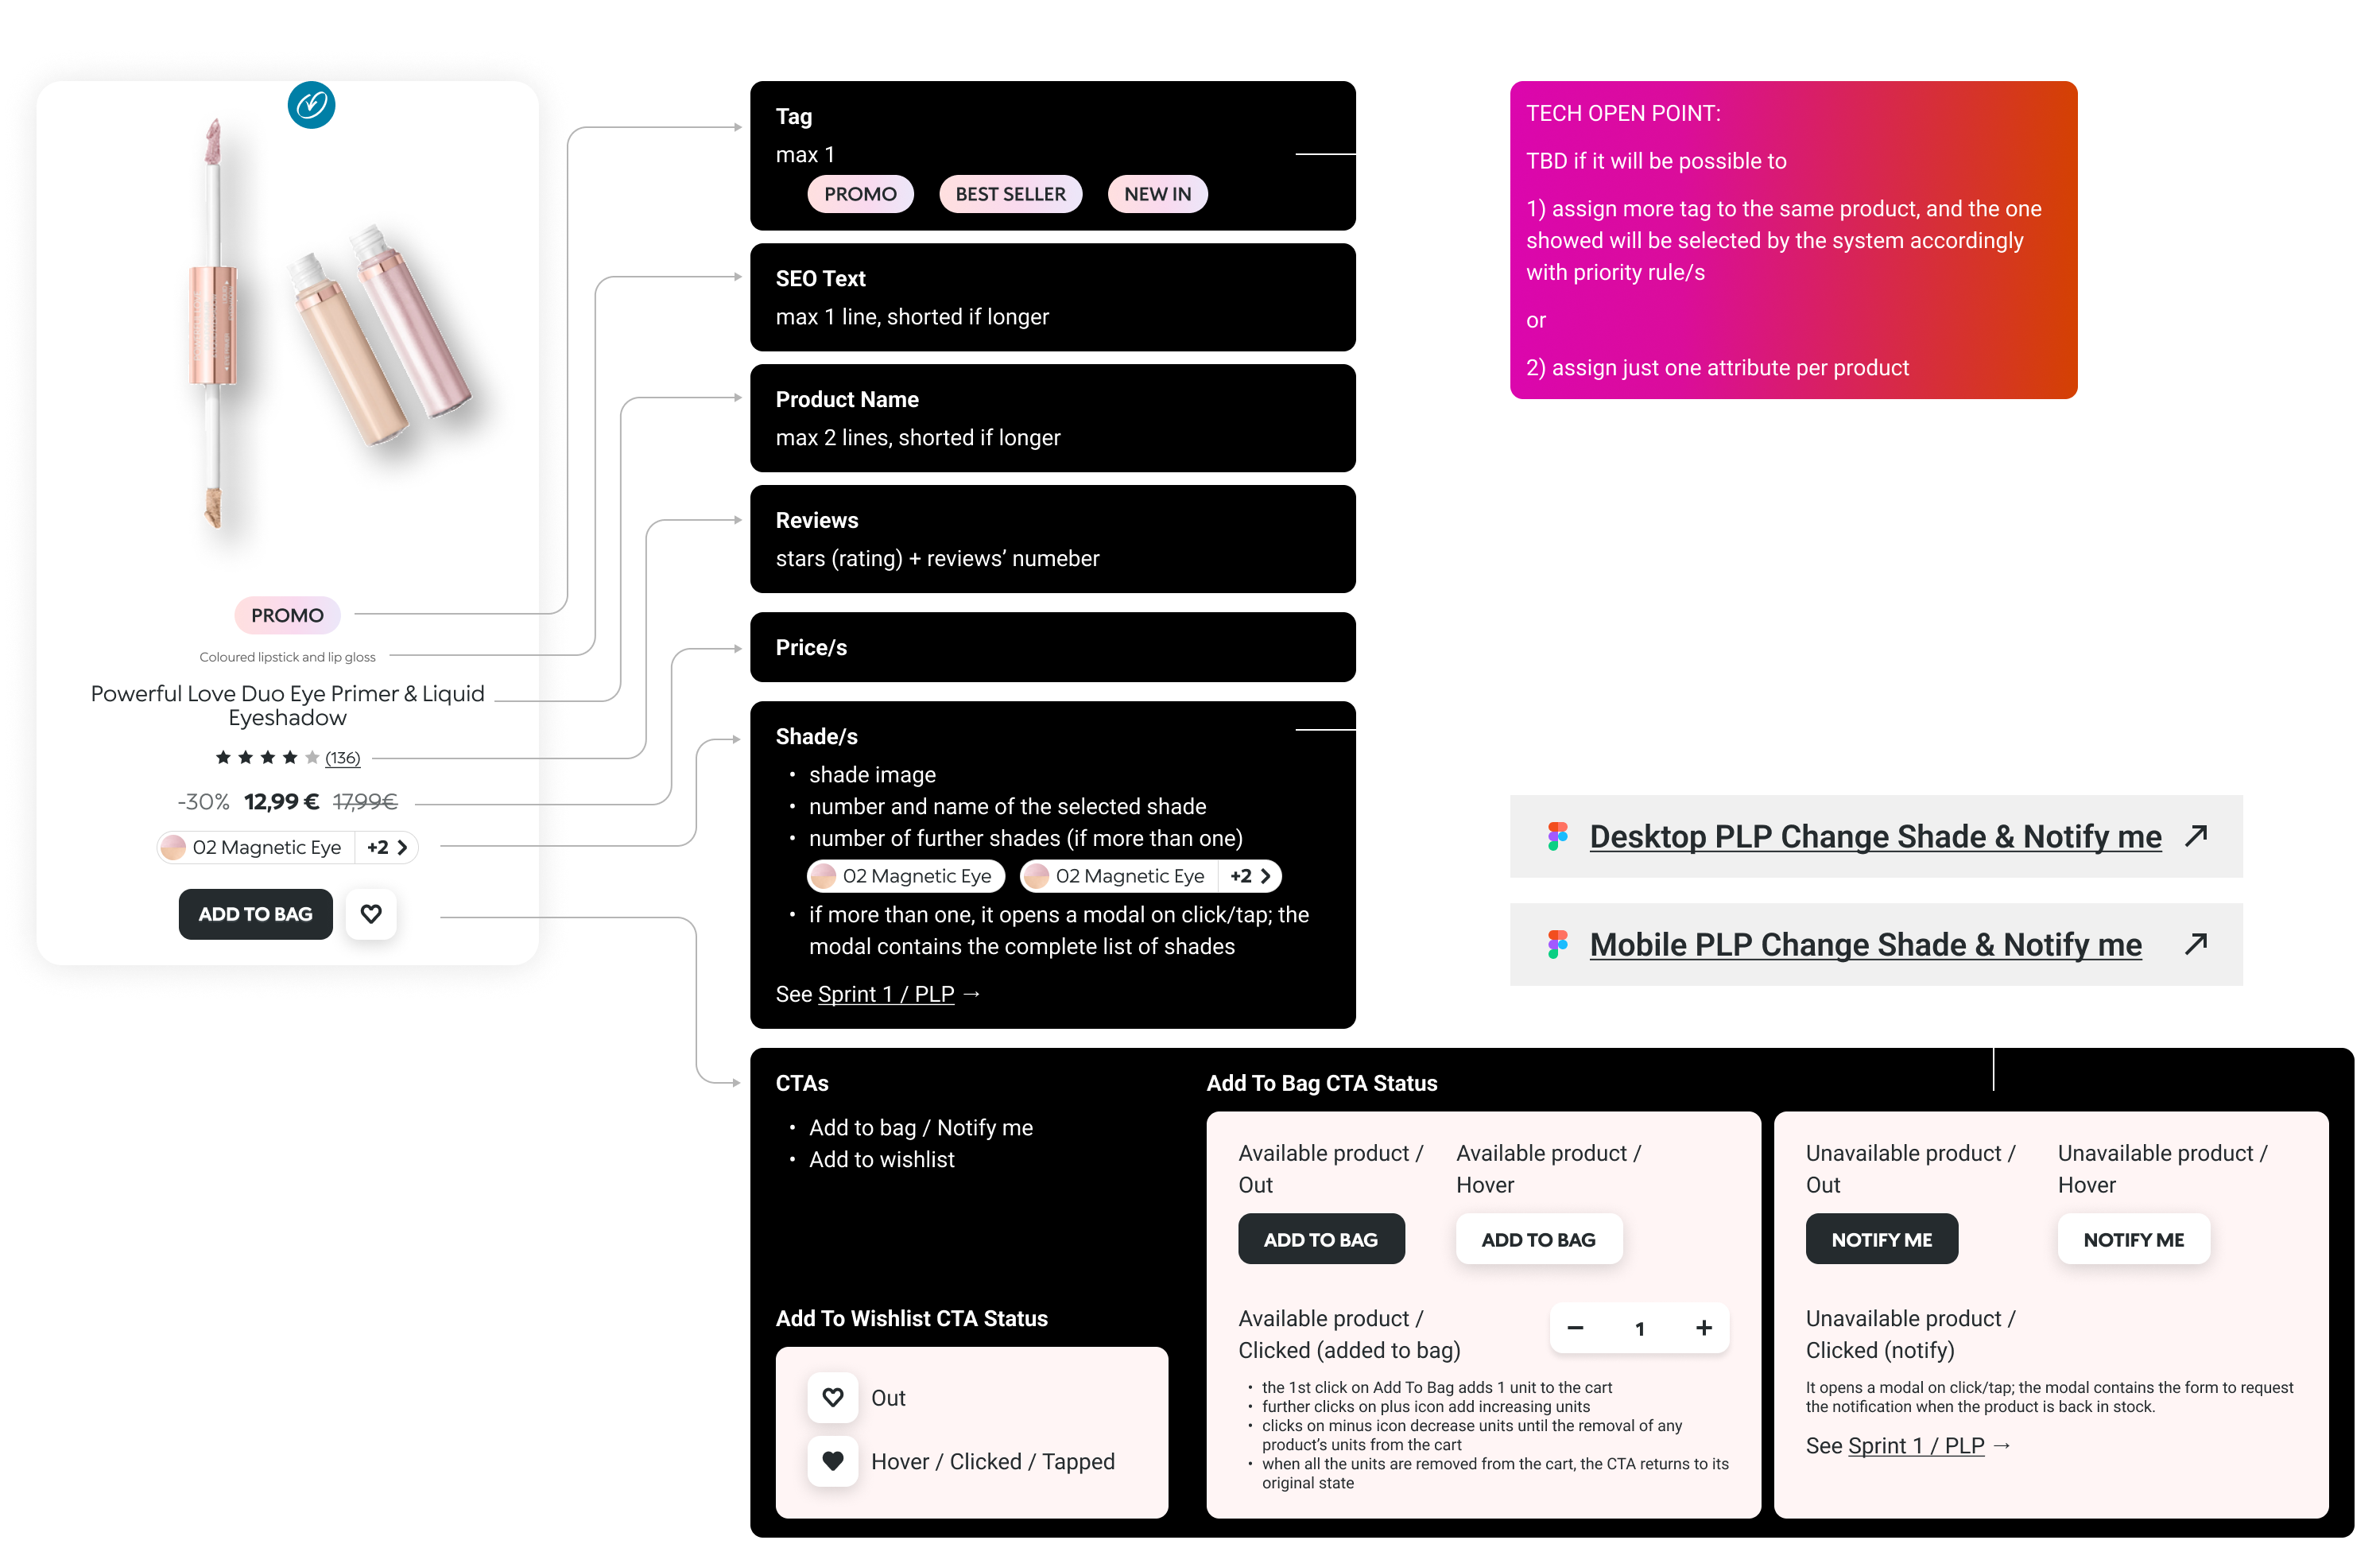 PROMO
Coloured lipstick and lip gloss
Powerful Love Duo Eye Primer & Liquid
Eyeshadow
(136)
-30% 12,99 € 17,99€
02 Magnetic Eye +2
ADD TO BAG
Tag
max 1
PROMO BEST SELLER NEW IN
SEO Text
max 1 line, shorted if longer
Product Name
max 2 lines, shorted if longer
Reviews
stars (rating) + reviews’ numeber
Price/s
Shade/s
• shade image
• number and name of the selected shade
• number of further shades (if more than one)
02 Magnetic Eye 02 Magnetic Eye +2
• if more than one, it opens a modal on click/tap; the
modal contains the complete list of shades
See Sprint 1 / PLP →
TECH OPEN POINT:
TBD if it will be possible to
1) assign more tag to the same product, and the one
showed will be selected by the system accordingly
with priority rule/s
or
2) assign just one attribute per product
Desktop PLP Change Shade & Notify me
Mobile PLP Change Shade & Notify me
CTAs
• Add to bag / Notify me
• Add to wishlist
Add To Wishlist CTA Status
Out
Hover / Clicked / Tapped
Add To Bag CTA Status
Available product /
Out
ADD TO BAG
Available product /
Hover
ADD TO BAG
Available product /
Clicked (added to bag)
− 1 +
• the 1st click on Add To Bag adds 1 unit to the cart
• further clicks on plus icon add increasing units
• clicks on minus icon decrease units until the removal of any
product’s units from the cart
• when all the units are removed from the cart, the CTA returns to its
original state
Unavailable product /
Out
NOTIFY ME
Unavailable product /
Hover
NOTIFY ME
Unavailable product /
Clicked (notify)
It opens a modal on click/tap; the modal contains the form to request
the notification when the product is back in stock.
See Sprint 1 / PLP →